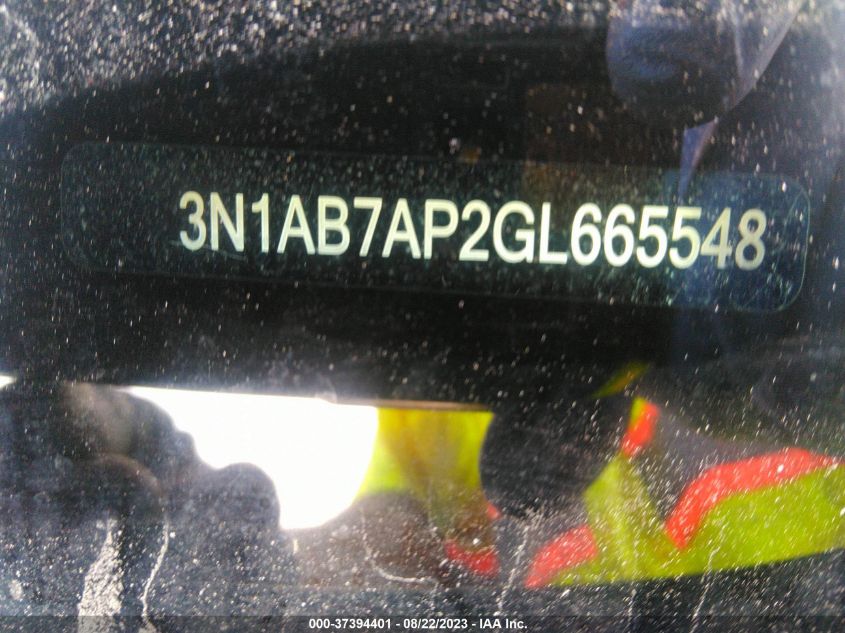 3N1AB7AP2GL665548
000-37394401 - 08/22/2023 - IAA Inc.